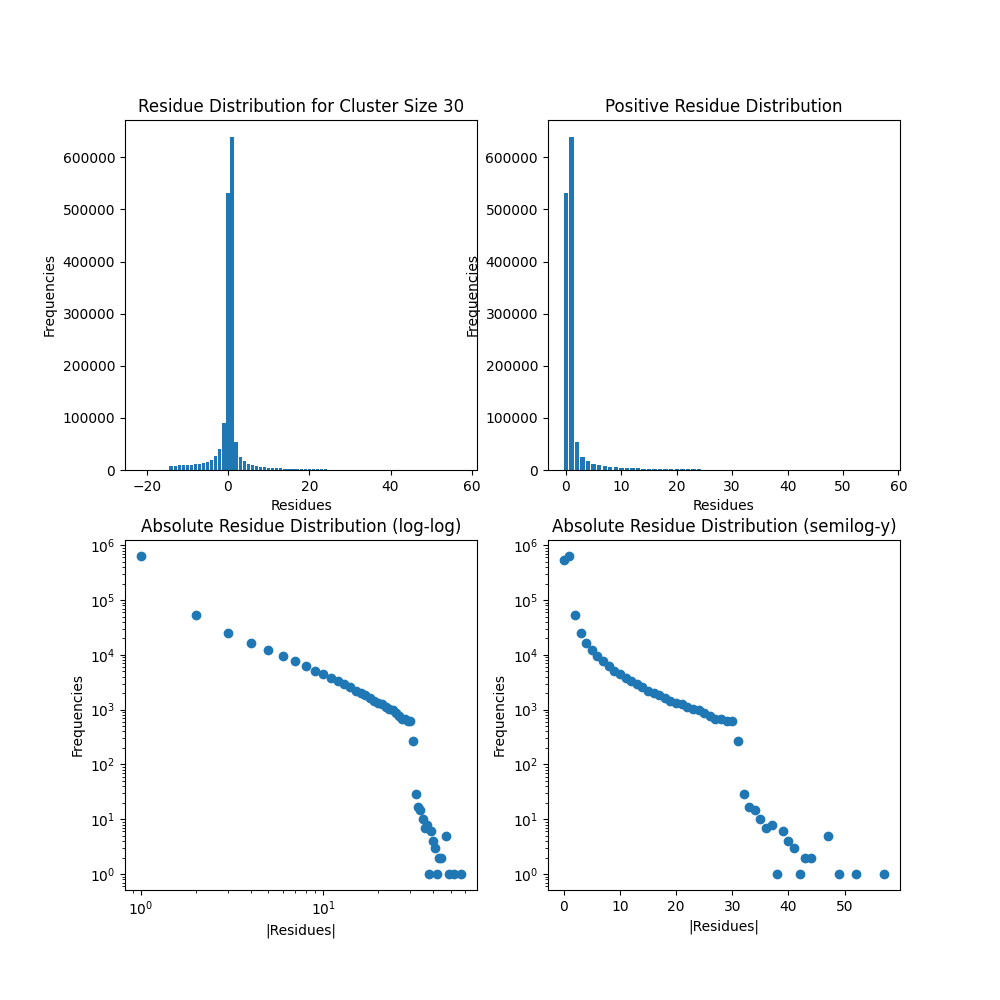 Residue Distribution for Cluster Size 30
Frequencies
600000
500000
400000
300000
200000
100000
0
−20 0 20 40 60
Residues
Positive Residue Distribution
Frequencies
600000
500000
400000
300000
200000
100000
0
0 10 20 30 40 50 60
Residues
Absolute Residue Distribution (log-log)
Frequencies
10⁶
10⁵
10⁴
10³
10²
10¹
10⁰
10⁰ 10¹
|Residues|
Absolute Residue Distribution (semilog-y)
Frequencies
10⁶
10⁵
10⁴
10³
10²
10¹
10⁰
0 10 20 30 40 50
|Residues|